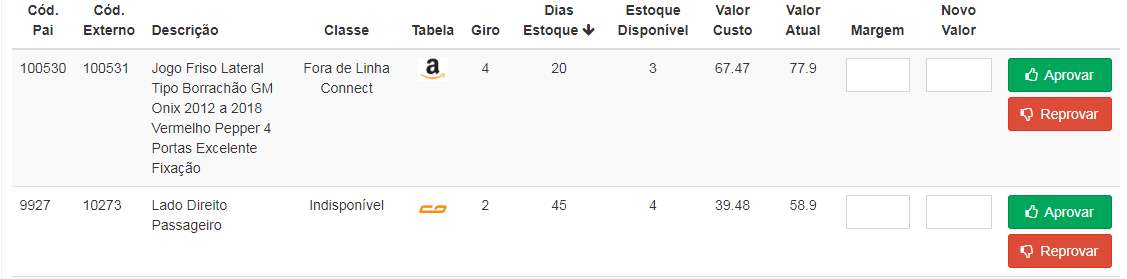 Cód. Pai Cód. Externo Descrição Classe Tabela Giro Dias Estoque Estoque Disponível Valor Custo Valor Atual Margem Novo Valor
100530 100531 Jogo Friso Lateral Fora de Linha a 4 20 3 67.47 77.9 Aprovar
Tipo Borrachão GM Connect
Onix 2012 a 2018 Reprovar
Vermelho Pepper 4
Portas Excelente
Fixação
9927 10273 Lado Direito Indisponível 2 45 4 39.48 58.9 Aprovar
Passageiro
Reprovar